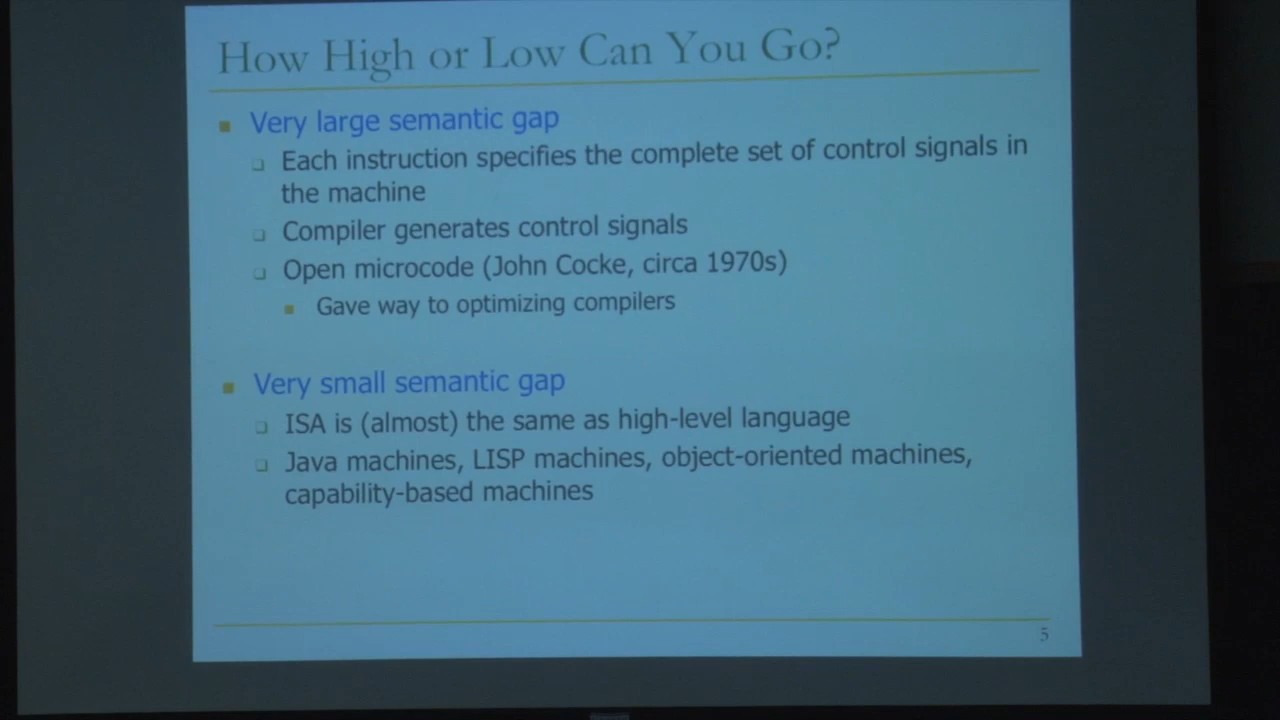 How High or Low Can You Go?
Very large semantic gap
Each instruction specifies the complete set of control signals in
the machine
Compiler generates control signals
Open microcode (John Cocke, circa 1970s)
Gave way to optimizing compilers
Very small semantic gap
ISA is (almost) the same as high-level language
Java machines, LISP machines, object-oriented machines,
capability-based machines
5